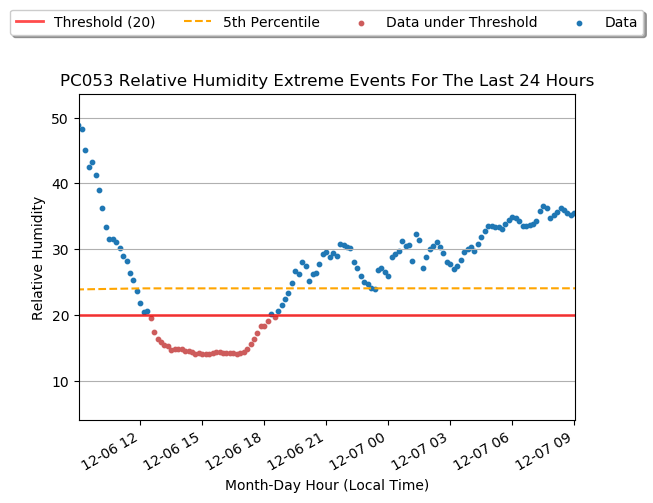 Threshold (20) 5th Percentile Data under Threshold Data
PC053 Relative Humidity Extreme Events For The Last 24 Hours
50
40
30
20
10
Relative Humidity
12-06 12 12-06 15 12-06 18 12-06 21 12-07 00 12-07 03 12-07 06 12-07 09
Month-Day Hour (Local Time)